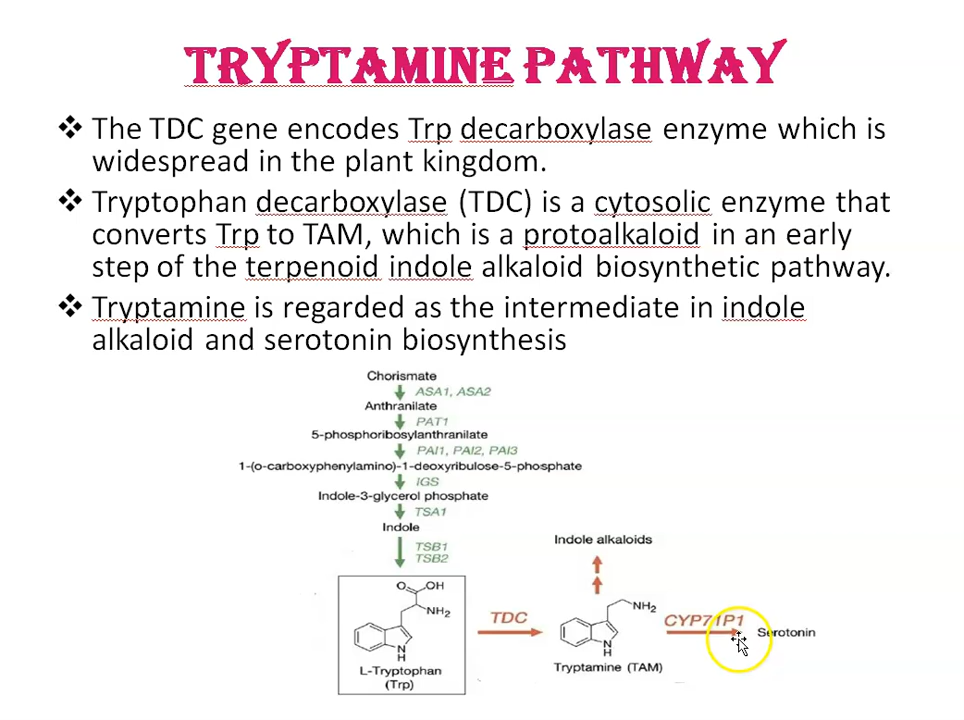 TRYPTAMINE PATHWAY
❖ The TDC gene encodes Trp decarboxylase enzyme which is
widespread in the plant kingdom.
❖ Tryptophan decarboxylase (TDC) is a cytosolic enzyme that
converts Trp to TAM, which is a protoalkaloid in an early
step of the terpenoid indole alkaloid biosynthetic pathway.
❖ Tryptamine is regarded as the intermediate in indole
alkaloid and serotonin biosynthesis
Chorismate
ASA1, ASA2
Anthranilate
PAT1
5-phosphoribosylanthranilate
PAI1, PAI2, PAI3
1-(o-carboxyphenylamino)-1-deoxyribulose-5-phosphate
IGS
Indole-3-glycerol phosphate
TSA1
Indole
TSB1
TSB2
Indole alkaloids
O OH
NH2
N
H
L-Tryptophan
(Trp)
TDC
NH2
N
H
Tryptamine (TAM)
CYP71P1
Serotonin